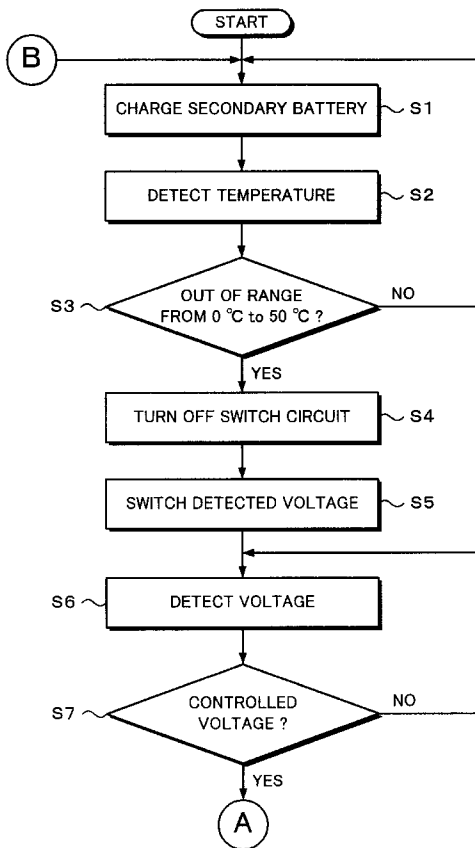 START
B
CHARGE SECONDARY BATTERY
S1
DETECT TEMPERATURE
S2
S3
OUT OF RANGE
FROM 0 °C to 50 °C ?
NO
YES
TURN OFF SWITCH CIRCUIT
S4
SWITCH DETECTED VOLTAGE
S5
S6
DETECT VOLTAGE
S7
CONTROLLED
VOLTAGE ?
NO
YES
A